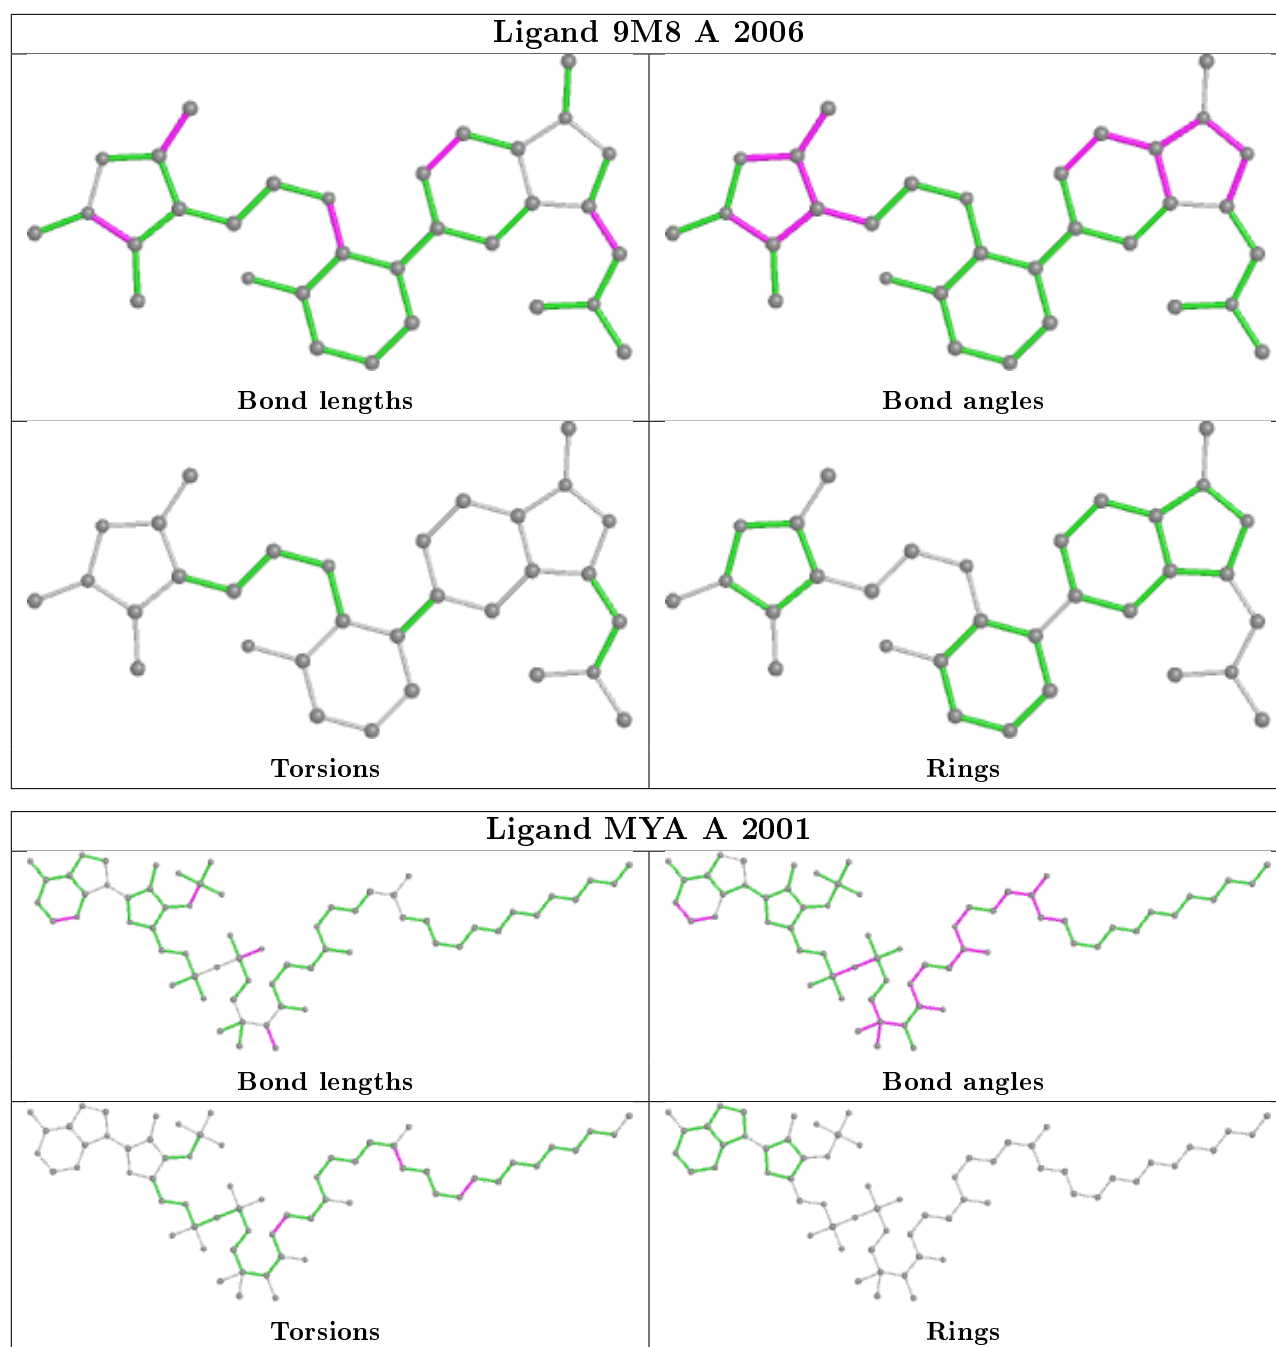 Ligand 9M8 A 2006
Bond lengths
Bond angles
Torsions
Rings
Ligand MYA A 2001
Bond lengths
Bond angles
Torsions
Rings